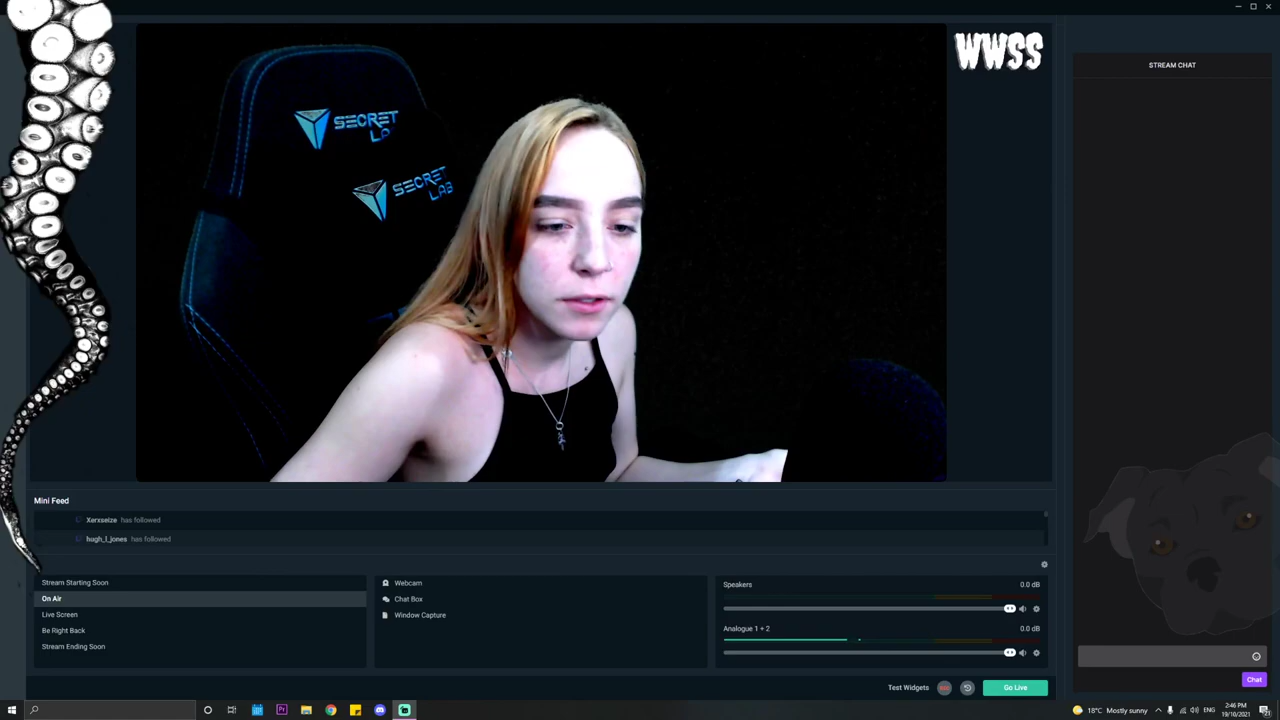 WWSS
STREAM CHAT
SECRET
LAB
SECRET
LAB
Mini Feed
Xerxseize has followed
hugh_l_jones has followed
Stream Starting Soon
On Air
Live Screen
Be Right Back
Stream Ending Soon
Webcam
Chat Box
Window Capture
Speakers
0.0 dB
Analogue 1 + 2
0.0 dB
Test Widgets
REC
Go Live
Chat
18°C Mostly sunny
ENG
2:46 PM
19/10/2021